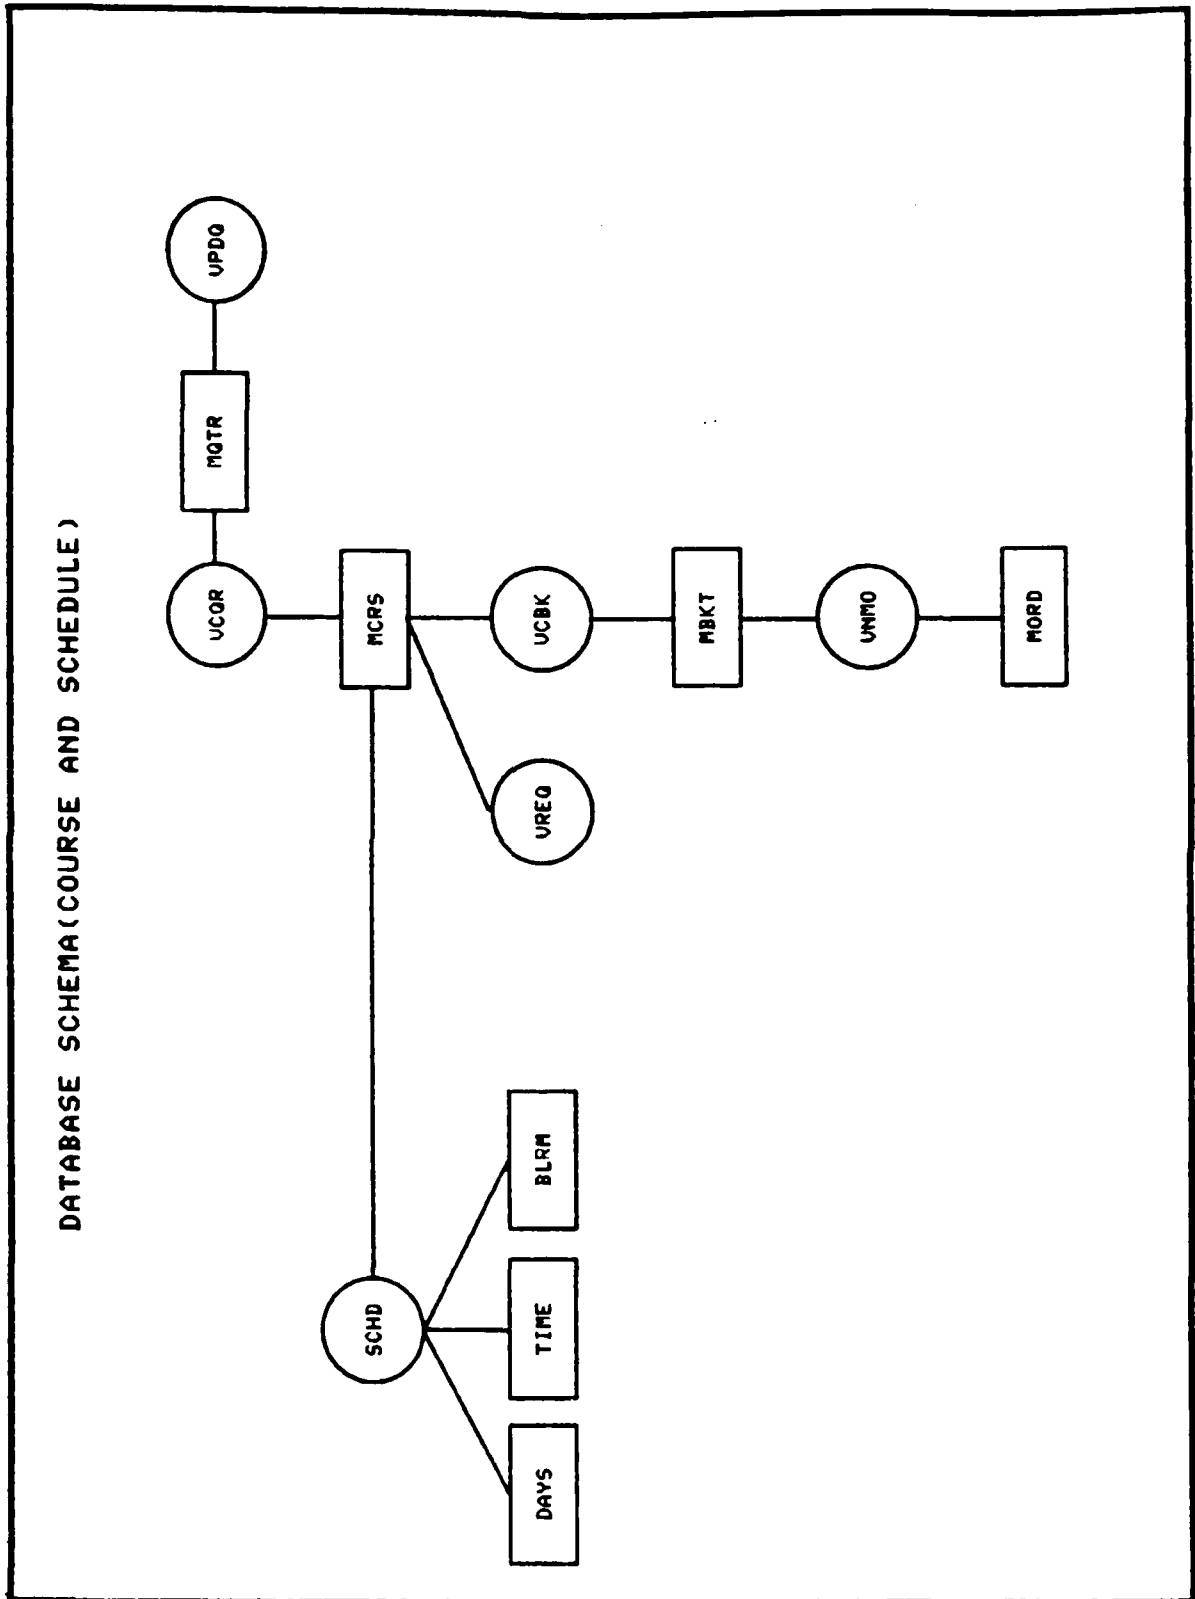 DATABASE SCHEMA(COURSE AND SCHEDULE)
VCQR
MQTR
VPDQ
SCHD
MCRS
DAYS
TIME
BLRM
VREQ
VCBK
MBKT
VNMO
MORD